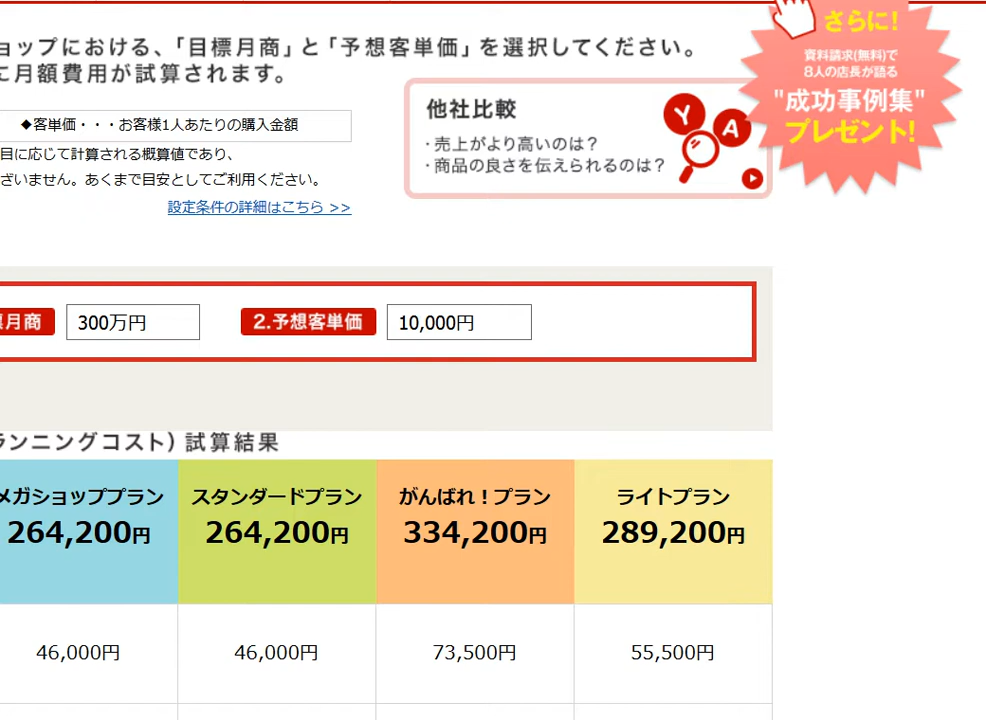 さらに!
ョップにおける、「目標月商」と「予想客単価」を選択してください。
に月額費用が試算されます。
資料請求(無料)で
8人の店長が語る
"成功事例集"
プレゼント!
他社比較
・売上がより高いのは？
・商品の良さを伝えられるのは？
Y
A
◆客単価・・・お客様1人あたりの購入金額
目に応じて計算される概算値であり、
ざいません。あくまで目安としてご利用ください。
設定条件の詳細はこちら >>
標月商 300万円 2.予想客単価 10,000円
ランニングコスト）試算結果
メガショッププラン スタンダードプラン がんばれ！プラン ライトプラン
264,200円 264,200円 334,200円 289,200円
46,000円 46,000円 73,500円 55,500円